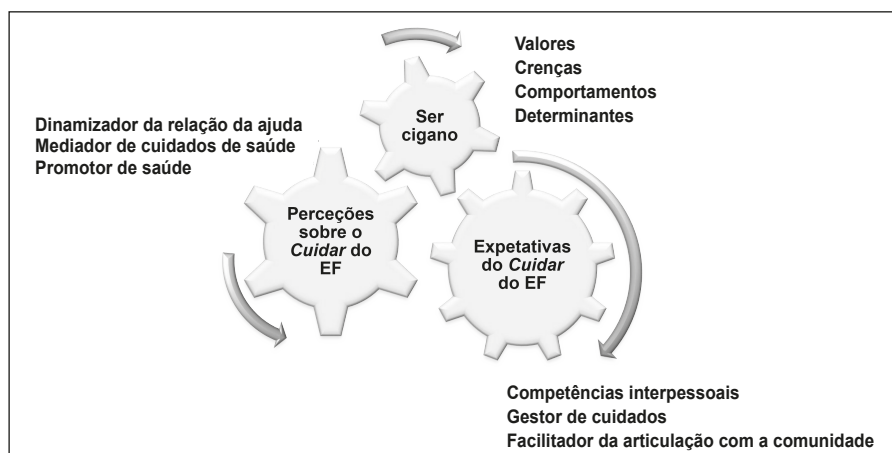 Valores
Crenças
Comportamentos
Determinantes
Ser
cigano
Dinamizador da relação da ajuda
Mediador de cuidados de saúde
Promotor de saúde
Perceções
sobre o
Cuidar do
EF
Expetativas
do Cuidar
do EF
Competências interpessoais
Gestor de cuidados
Facilitador da articulação com a comunidade